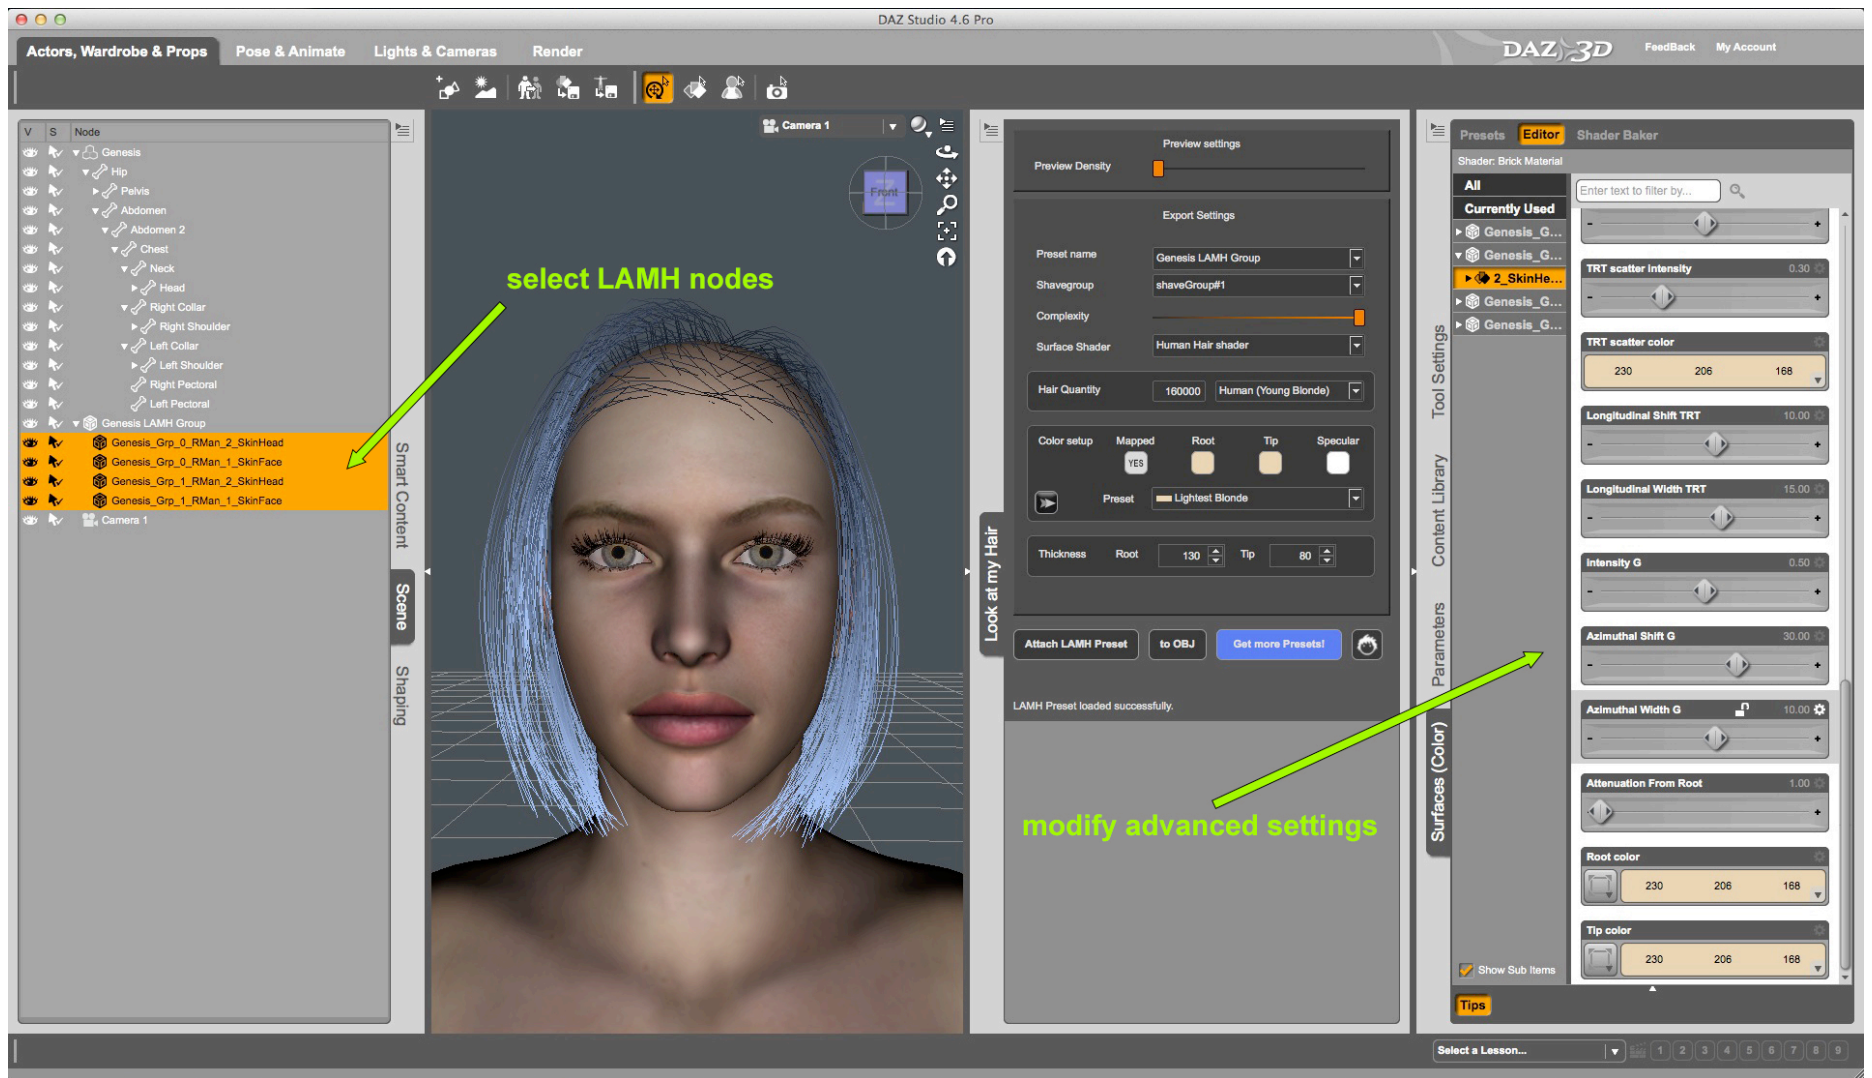 DAZ Studio 4.6 Pro
Actors, Wardrobe & Props
Pose & Animate
Lights & Cameras
Render
DAZ 3D
FeedBack
My Account
V S Node
Genesis
Hip
Pelvis
Abdomen
Abdomen 2
Chest
Neck
Head
Right Collar
Right Shoulder
Left Collar
Left Shoulder
Right Pectoral
Left Pectoral
Genesis LAMH Group
Genesis_Grp_0_RMan_2_SkinHead
Genesis_Grp_0_RMan_1_SkinFace
Genesis_Grp_1_RMan_2_SkinHead
Genesis_Grp_1_RMan_1_SkinFace
Camera 1
Smart Content
Scene
Shaping
Camera 1
Front
select LAMH nodes
Look at my Hair
Preview settings
Preview Density
Export Settings
Preset name Genesis LAMH Group
Shavegroup shaveGroup#1
Complexity
Surface Shader Human Hair shader
Hair Quantity 160000 Human (Young Blonde)
Color setup Mapped Root Tip Specular
YES
Preset Lightest Blonde
Thickness Root 130 Tip 80
Attach LAMH Preset
to OBJ
Get more Presets!
LAMH Preset loaded successfully.
modify advanced settings
Tool Settings
Content Library
Parameters
Surfaces (Color)
Presets Editor Shader Baker
Shader: Brick Material
All
Currently Used
Genesis_G...
Genesis_G...
2_SkinHe...
Genesis_G...
Genesis_G...
Show Sub Items
Tips
Enter text to filter by...
- +
TRT scatter intensity 0.30
- +
TRT scatter color
230 206 168
Longitudinal Shift TRT 10.00
- +
Longitudinal Width TRT 15.00
- +
Intensity G 0.50
- +
Azimuthal Shift G 30.00
- +
Azimuthal Width G 10.00
- +
Attenuation From Root 1.00
+
Root color
230 206 168
Tip color
230 206 168
Select a Lesson...
1 2 3 4 5 6 7 8 9